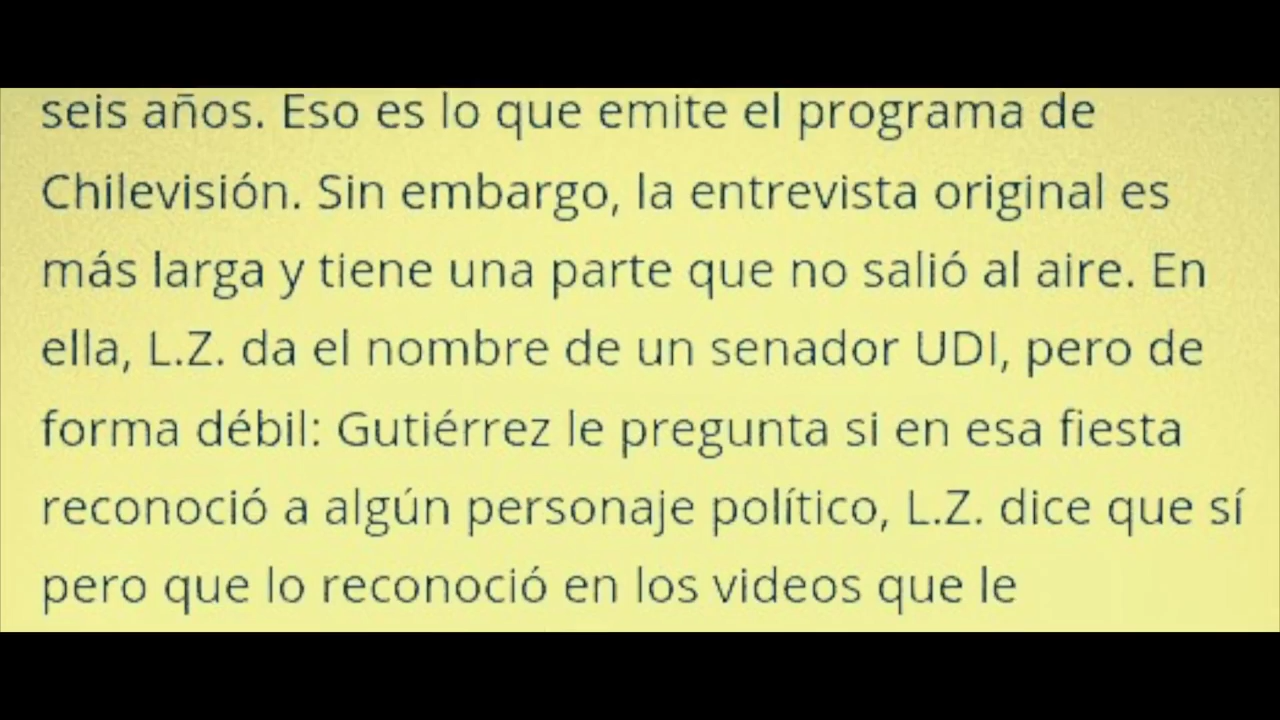 seis años. Eso es lo que emite el programa de
Chilevisión. Sin embargo, la entrevista original es
más larga y tiene una parte que no salió al aire. En
ella, L.Z. da el nombre de un senador UDI, pero de
forma débil: Gutiérrez le pregunta si en esa fiesta
reconoció a algún personaje político, L.Z. dice que sí
pero que lo reconoció en los videos que le